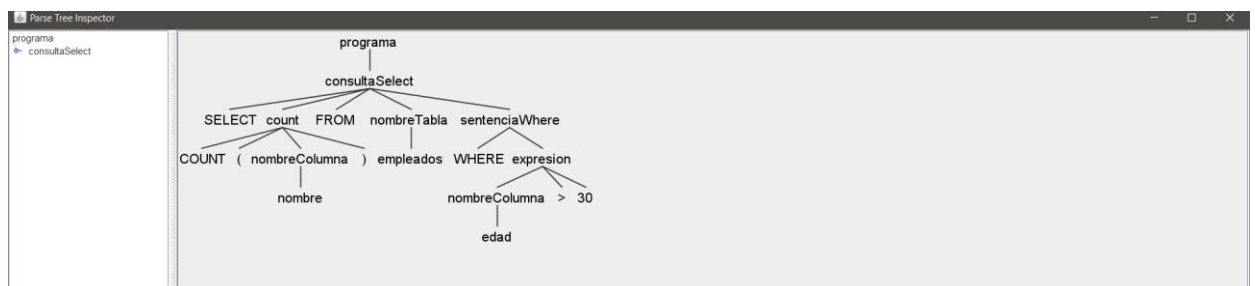 Parse Tree Inspector
programa
consultaSelect
programa
consultaSelect
SELECT count FROM nombreTabla sentenciaWhere
COUNT ( nombreColumna ) empleados WHERE expresion
nombre nombreColumna > 30
edad